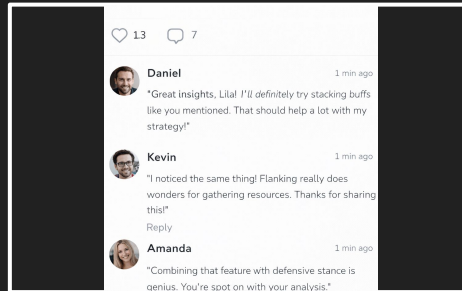 13 7
Daniel 1 min ago
"Great insights, Lila! I'll definitely try stacking buffs
like you mentioned. That should help a lot with my
strategy!"
Kevin 1 min ago
"I noticed the same thing! Flanking really does
wonders for gathering resources. Thanks for sharing
this!"
Reply
Amanda 1 min ago
"Combining that feature wth defensive stance is
genius. You're spot on with your analysis."